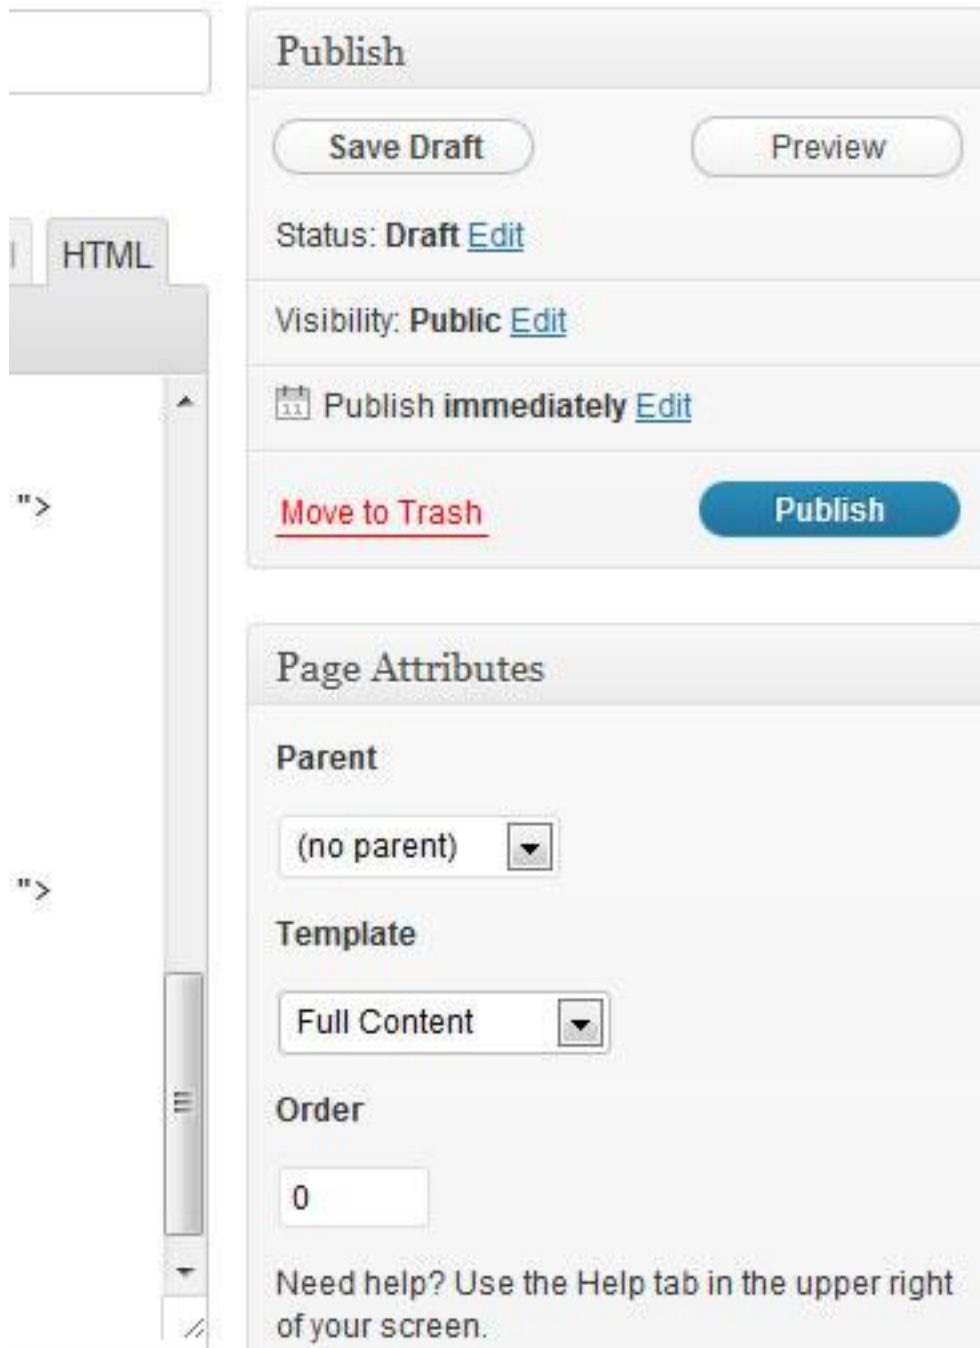 Publish
Save Draft
Preview
Status: Draft Edit
HTML
Visibility: Public Edit
11 Publish immediately Edit
">
Move to Trash
Publish
Page Attributes
Parent
(no parent)
">
Template
Full Content
Order
0
Need help? Use the Help tab in the upper right
of your screen.